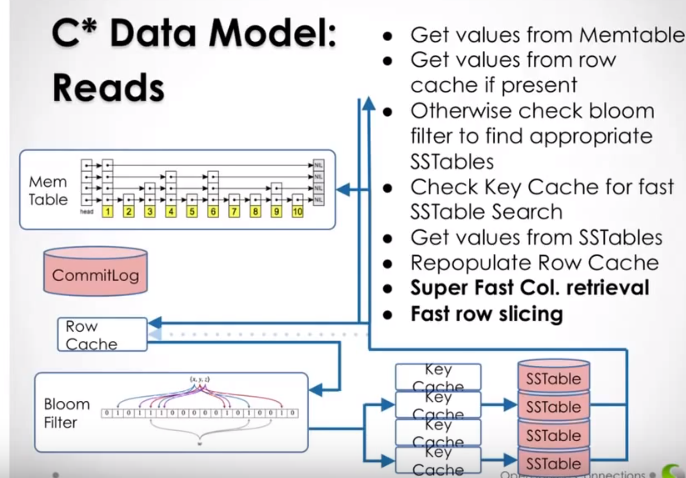 C* Data Model:
Reads
• Get values from Memtable
• Get values from row
cache if present
• Otherwise check bloom
filter to find appropriate
SSTables
• Check Key Cache for fast
SSTable Search
• Get values from SSTables
• Repopulate Row Cache
• Super Fast Col. retrieval
• Fast row slicing
Mem
Table
NIL
NIL
NIL
NIL
head 1 2 3 4 5 6 7 8 9 10
CommitLog
Row
Cache
Bloom
Filter
{x, y, z}
0 1 0 1 1 1 0 0 0 0 0 1 0 1 0 0 1 0
w
Key
Cache
Key
Cache
Key
Cache
Key
Cache
SSTable
SSTable
SSTable
SSTable